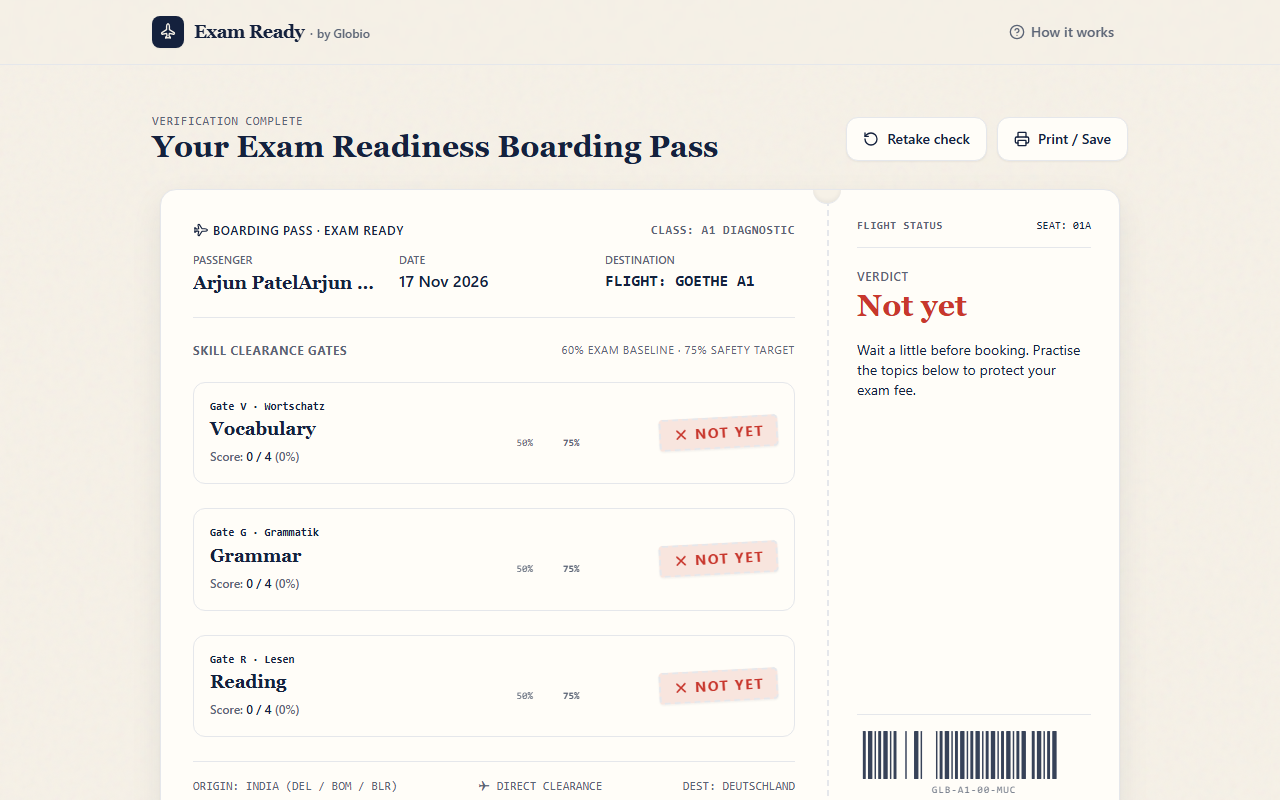 Exam Ready · by Globio
How it works
VERIFICATION COMPLETE
Your Exam Readiness Boarding Pass
Retake check
Print / Save
BOARDING PASS · EXAM READY
CLASS: A1 DIAGNOSTIC
PASSENGER
Arjun PatelArjun ...
DATE
17 Nov 2026
DESTINATION
FLIGHT: GOETHE A1
SKILL CLEARANCE GATES
60% EXAM BASELINE · 75% SAFETY TARGET
Gate V · Wortschatz
Vocabulary
Score: 0 / 4 (0%)
50%
75%
NOT YET
Gate G · Grammatik
Grammar
Score: 0 / 4 (0%)
50%
75%
NOT YET
Gate R · Lesen
Reading
Score: 0 / 4 (0%)
50%
75%
NOT YET
ORIGIN: INDIA (DEL / BOM / BLR)
DIRECT CLEARANCE
DEST: DEUTSCHLAND
FLIGHT STATUS
SEAT: 01A
VERDICT
Not yet
Wait a little before booking. Practise
the topics below to protect your
exam fee.
GLB-A1-00-MUC